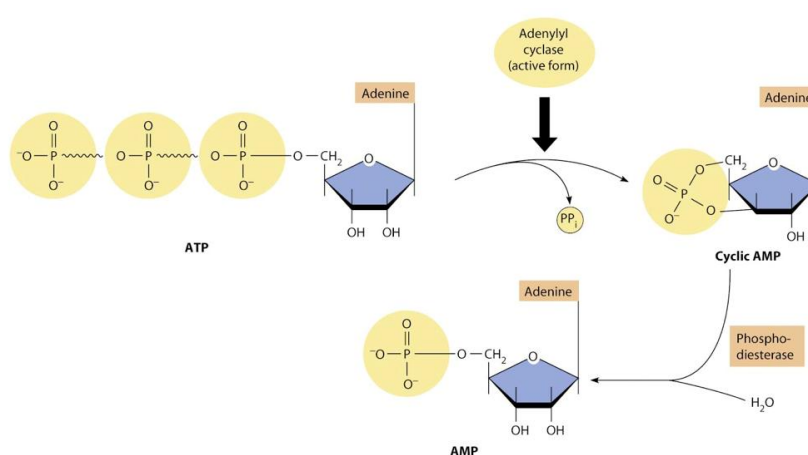 Adenylyl
cyclase
(active form)
Adenine
Adenine
O O O
⁻O—P O—P O—P—O—CH₂ O
O⁻ O⁻ O⁻
OH OH
ATP
PPᵢ
CH₂ O
O
O P
O⁻ O
OH
Cyclic AMP
Adenine
O
⁻O—P—O—CH₂ O
O⁻
OH OH
AMP
Phospho-
diesterase
H₂O